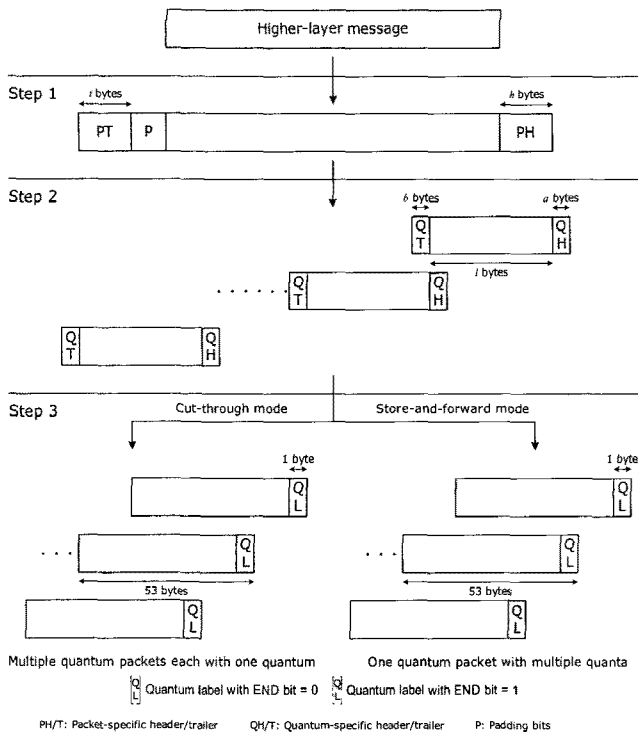 Higher-layer message
Step 1
t bytes
h bytes
PT
P
PH
Step 2
b bytes
a bytes
Q
T
Q
H
l bytes
Q
T
Q
H
Q
T
Q
H
Step 3
Cut-through mode
Store-and-forward mode
1 byte
1 byte
Q
L
Q
L
Q
L
Q
L
53 bytes
53 bytes
Q
L
Q
L
Multiple quantum packets each with one quantum
One quantum packet with multiple quanta
Q
L
Quantum label with END bit = 0
Q
L
Quantum label with END bit = 1
PH/T: Packet-specific header/trailer QH/T: Quantum-specific header/trailer P: Padding bits